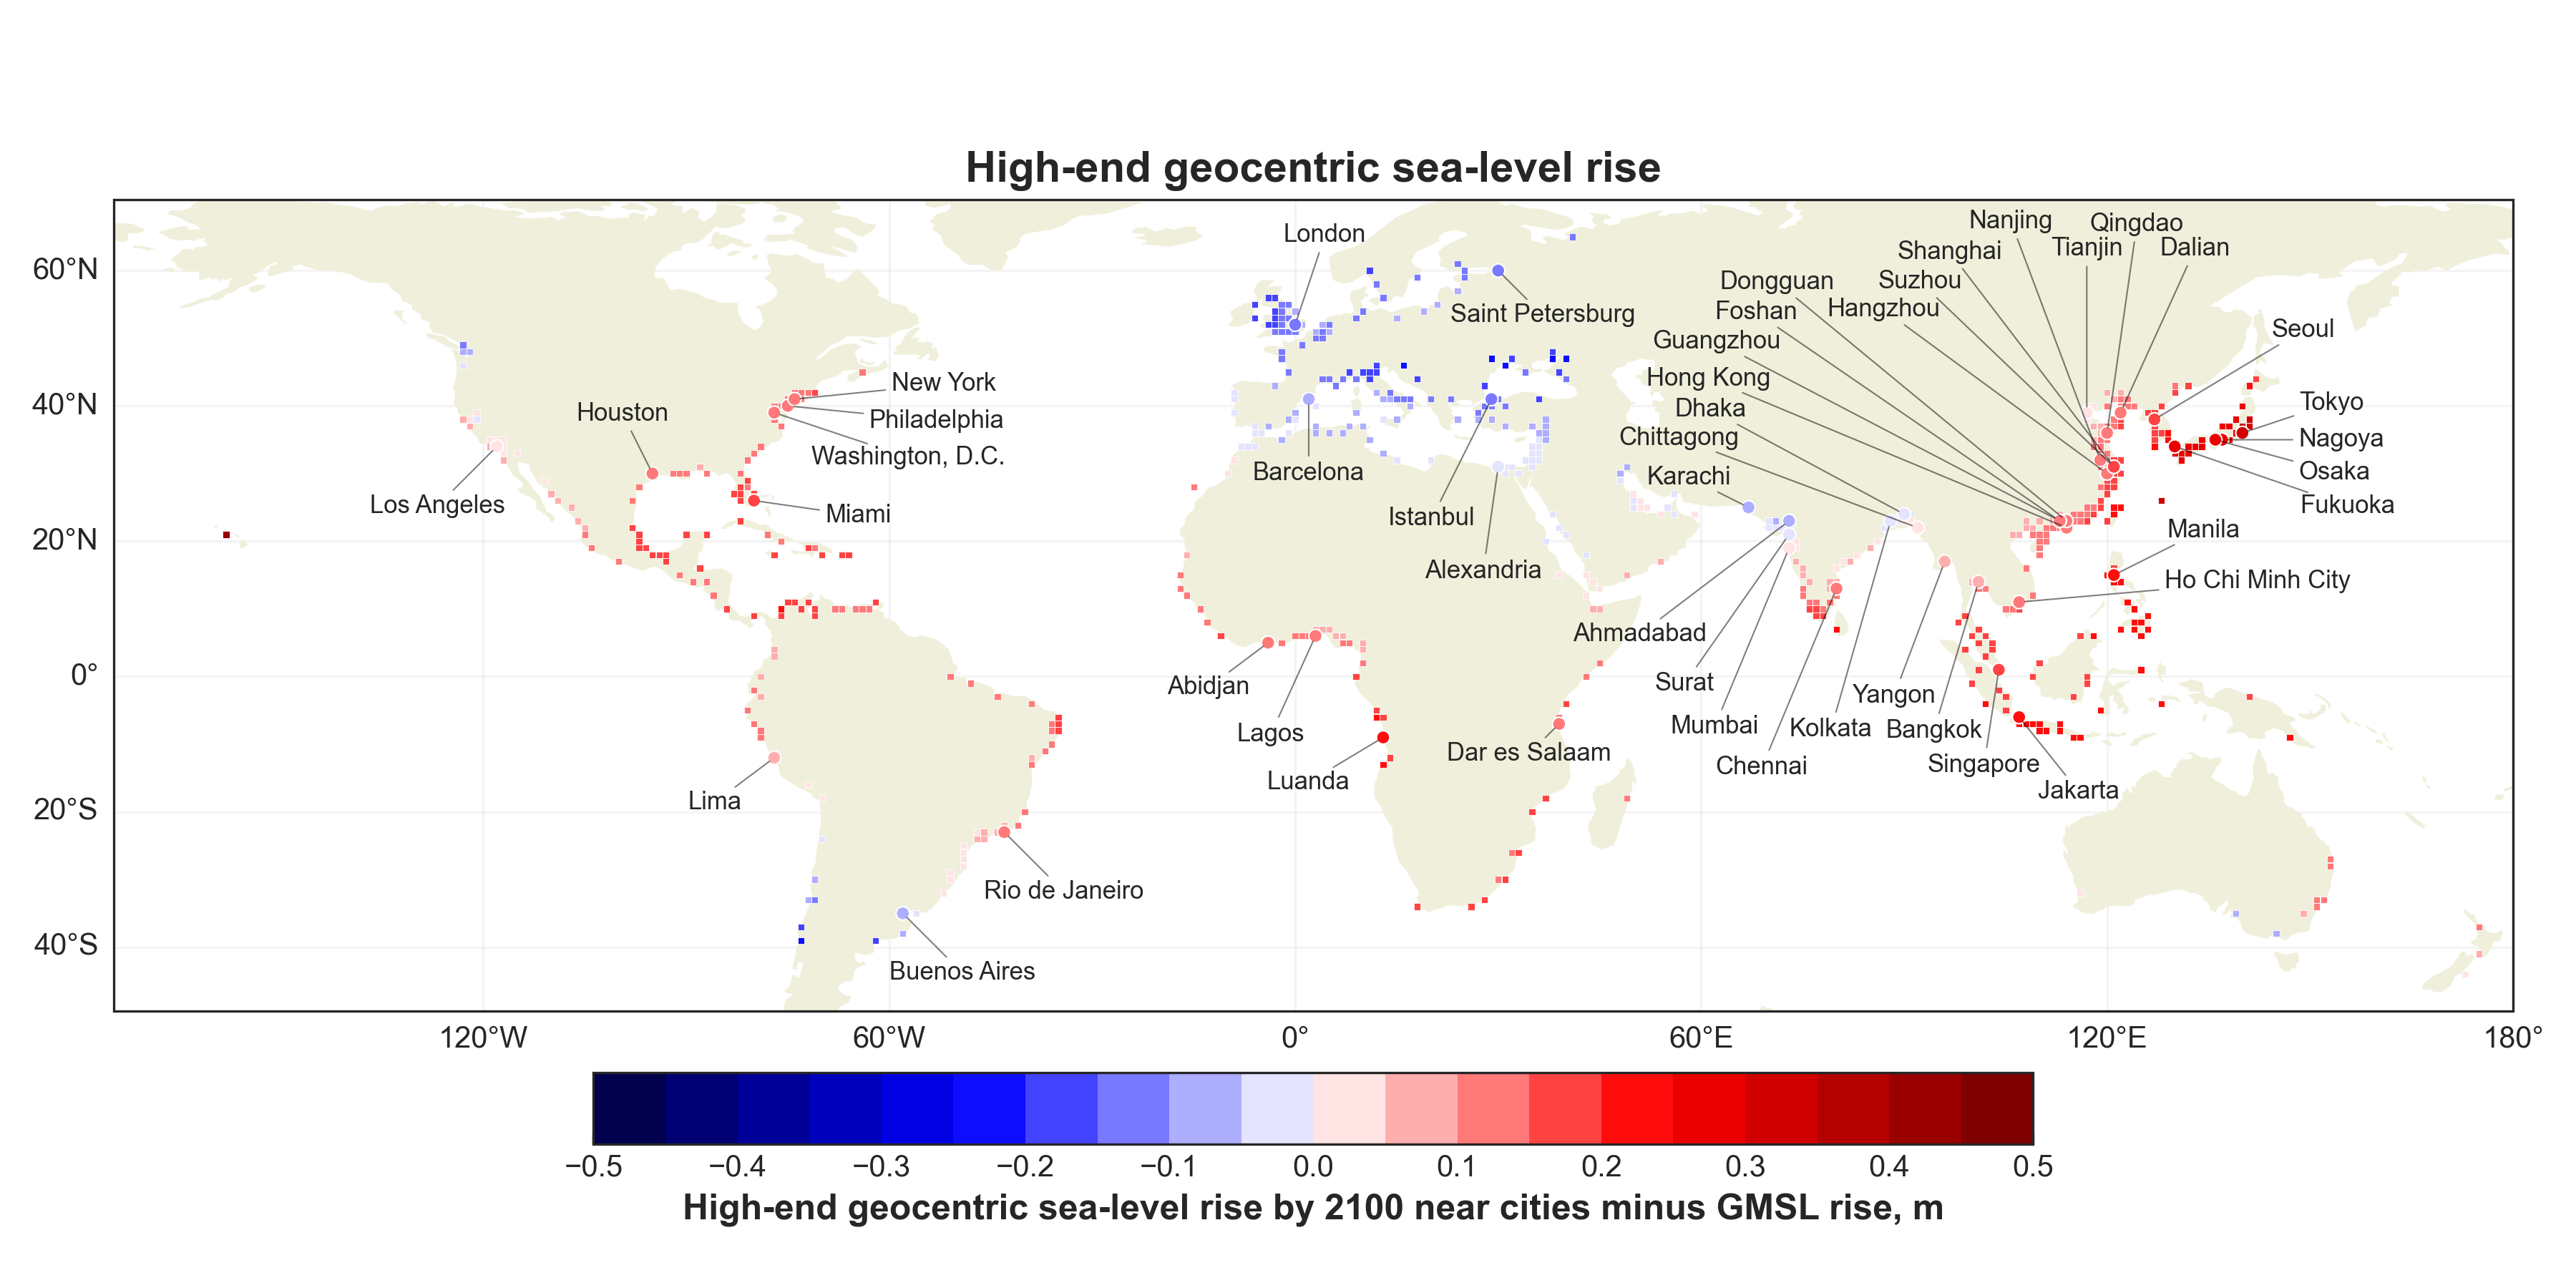 High-end geocentric sea-level rise
60°N
40°N
20°N
0°
20°S
40°S
120°W
60°W
0°
60°E
120°E
180°
London
Saint Petersburg
Nanjing
Qingdao
Shanghai
Tianjin
Dalian
Dongguan
Suzhou
Foshan
Hangzhou
Guangzhou
Seoul
Hong Kong
New York
Houston
Philadelphia
Washington, D.C.
Dhaka
Tokyo
Chittagong
Nagoya
Barcelona
Karachi
Osaka
Los Angeles
Miami
Istanbul
Fukuoka
Manila
Alexandria
Ho Chi Minh City
Ahmadabad
Abidjan
Surat
Yangon
Lagos
Mumbai
Kolkata
Bangkok
Dar es Salaam
Chennai
Singapore
Luanda
Jakarta
Lima
Rio de Janeiro
Buenos Aires
−0.5 −0.4 −0.3 −0.2 −0.1 0.0 0.1 0.2 0.3 0.4 0.5
High-end geocentric sea-level rise by 2100 near cities minus GMSL rise, m